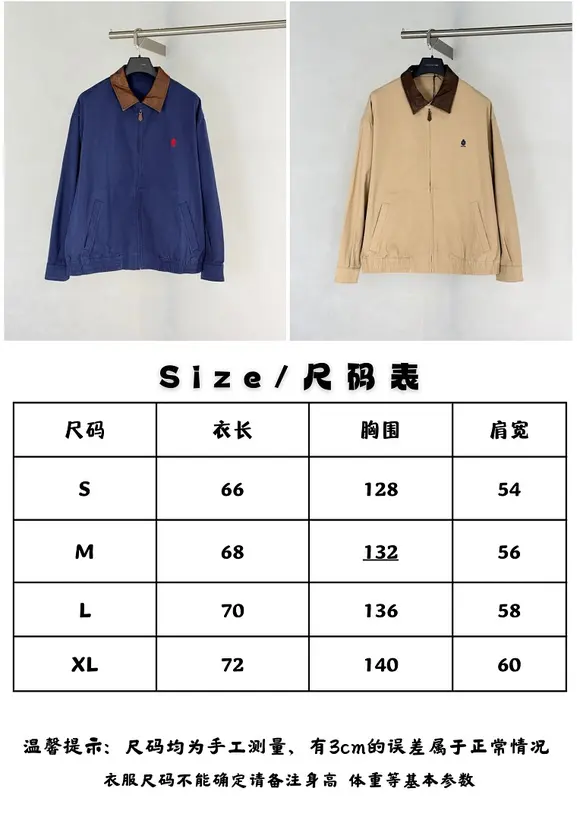 Size/尺码表
尺码 衣长 胸围 肩宽
S 66 128 54
M 68 132 56
L 70 136 58
XL 72 140 60
温馨提示：尺码均为手工测量、有3cm的误差属于正常情况
衣服尺码不能确定请备注身高 体重等基本参数